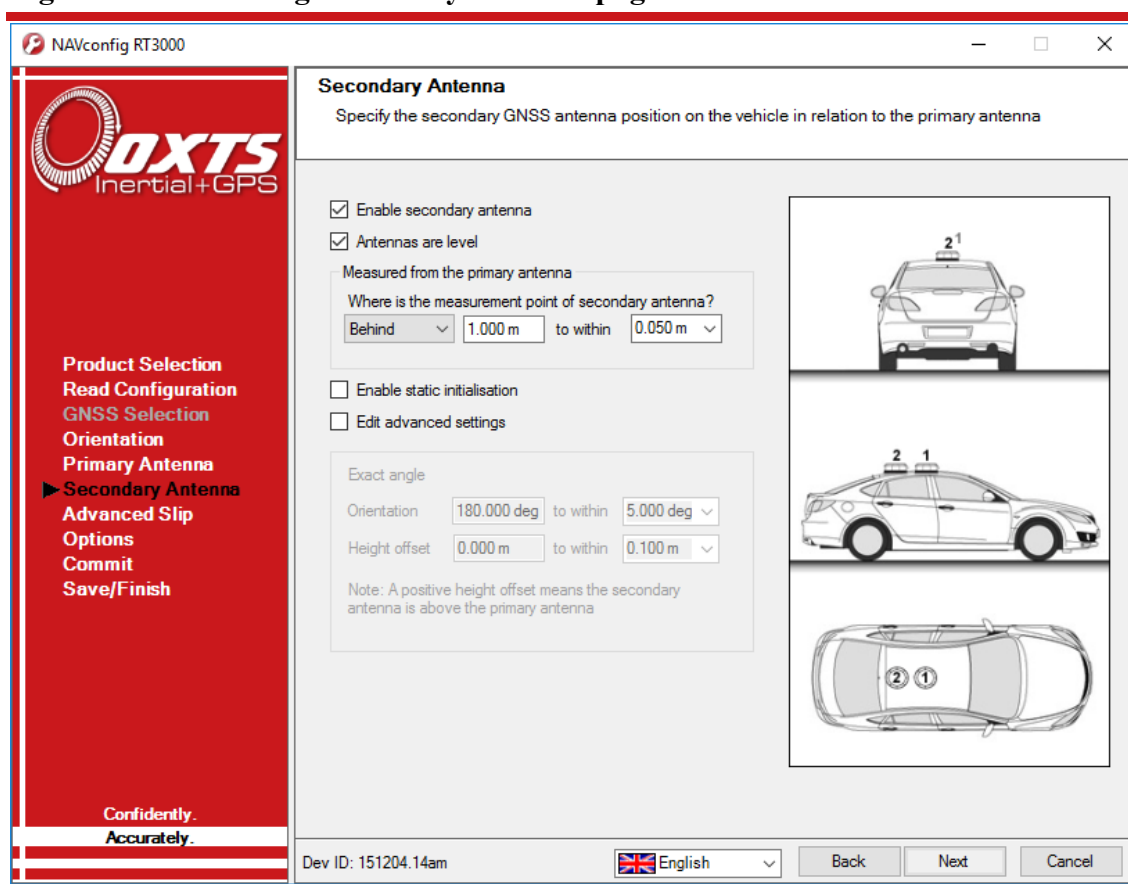 NAVconfig RT3000
OXTS
Inertial+GPS
Product Selection
Read Configuration
GNSS Selection
Orientation
Primary Antenna
Secondary Antenna
Advanced Slip
Options
Commit
Save/Finish
Confidently.
Accurately.
Secondary Antenna
Specify the secondary GNSS antenna position on the vehicle in relation to the primary antenna
Enable secondary antenna
Antennas are level
Measured from the primary antenna
Where is the measurement point of secondary antenna?
Behind 1.000 m to within 0.050 m
Enable static initialisation
Edit advanced settings
Exact angle
Orientation 180.000 deg to within 5.000 deg
Height offset 0.000 m to within 0.100 m
Note: A positive height offset means the secondary
antenna is above the primary antenna
2 1
2 1
2 1
Dev ID: 151204.14am English Back Next Cancel